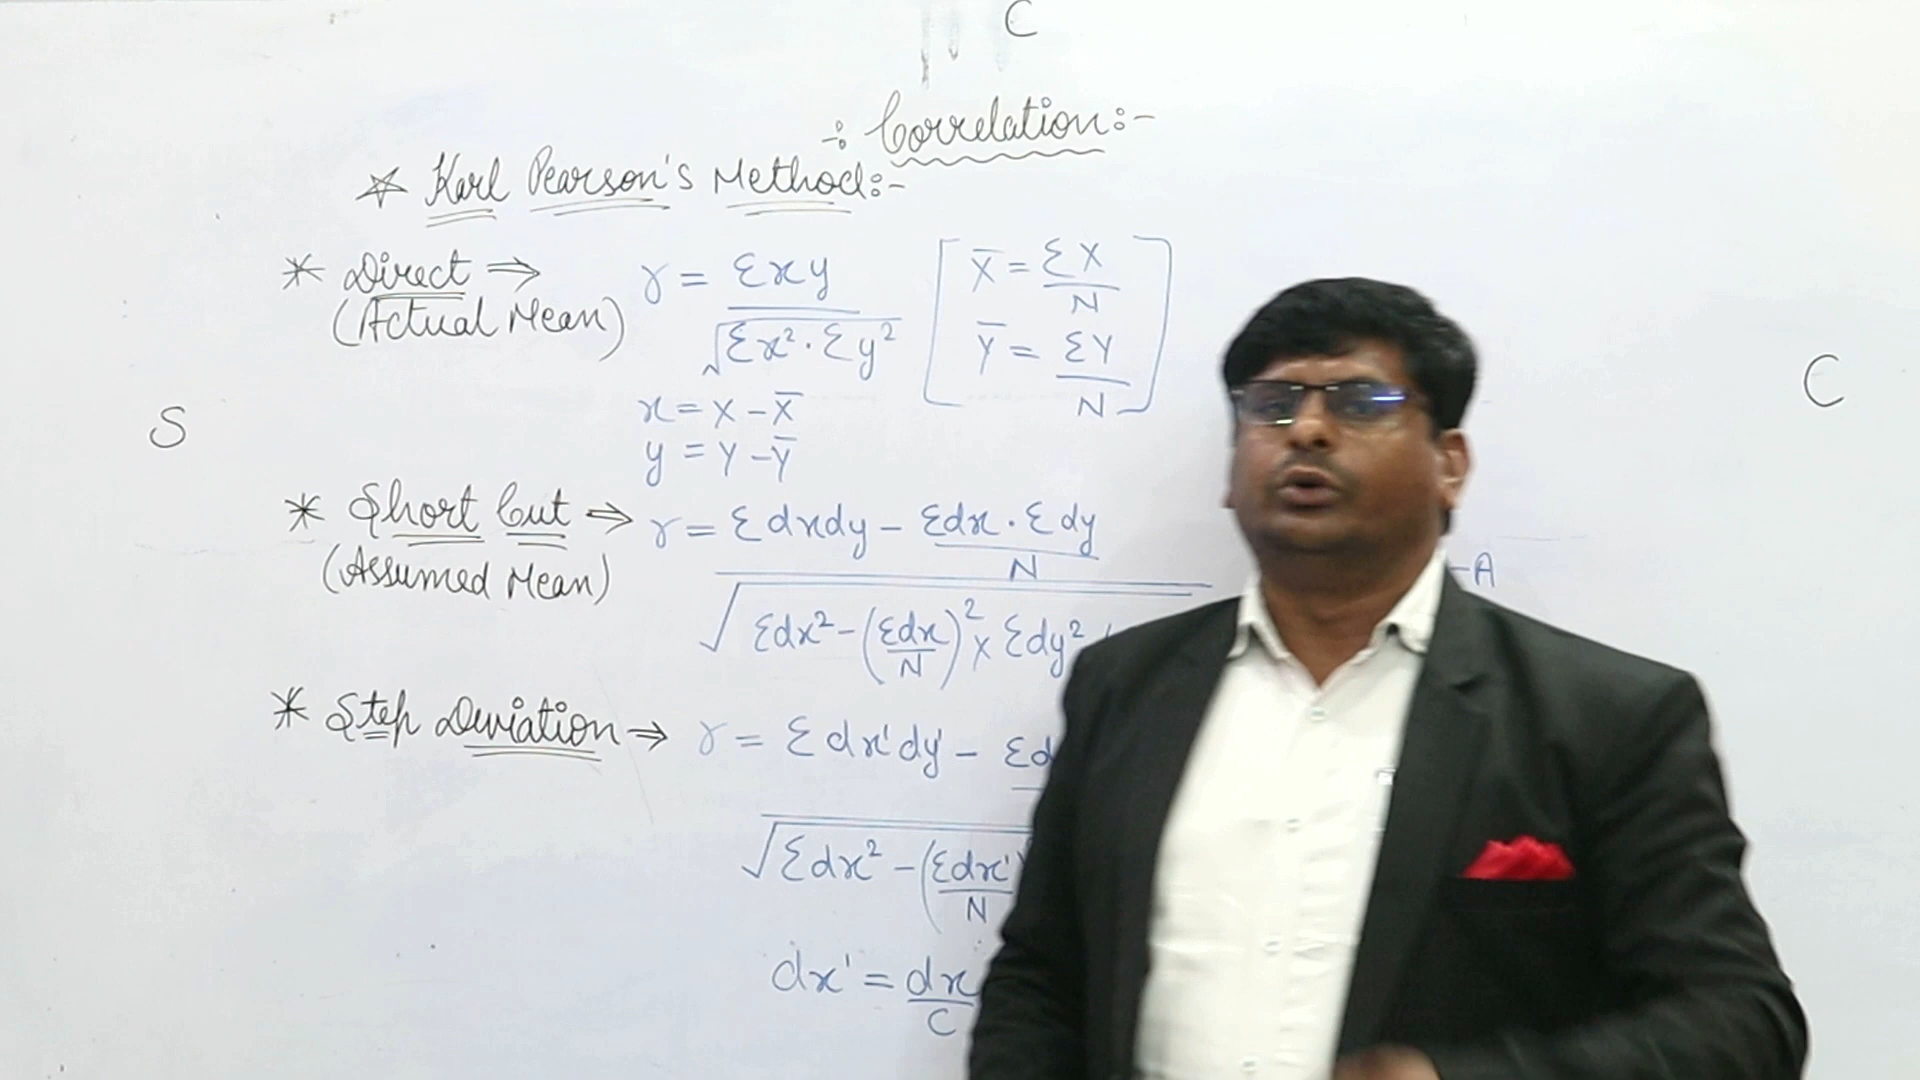 C
-: Correlation:-
☆ Karl Pearson's Method:-
* Direct ⇒ r = Σxy / √Σx²·Σy² [X̄ = ΣX / N
(Actual Mean) Ȳ = ΣY / N]
x = X - X̄
y = Y - Ȳ
S
C
* Short Cut ⇒ r = Σdxdy - Σdx·Σdy / N
(Assumed Mean) √Σdx² - (Σdx / N)² x Σdy²
-A
* Step Deviation ⇒ r = Σdx'dy' - Σd
√Σdx² - (Σdx' / N
dx' = dx / C